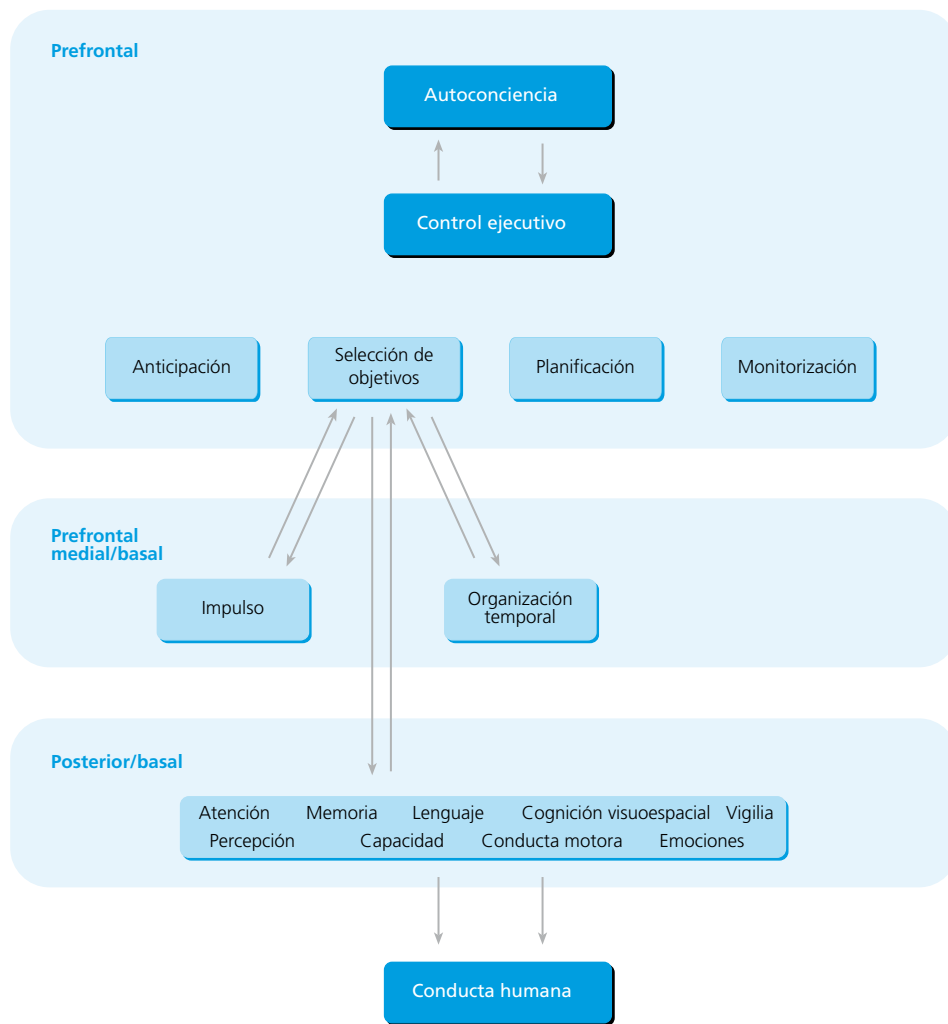 Prefrontal
Autoconciencia
Control ejecutivo
Anticipación
Selección de
objetivos
Planificación
Monitorización
Prefrontal
medial/basal
Impulso
Organización
temporal
Posterior/basal
Atención Memoria Lenguaje Cognición visuoespacial Vigilia
Percepción Capacidad Conducta motora Emociones
Conducta humana